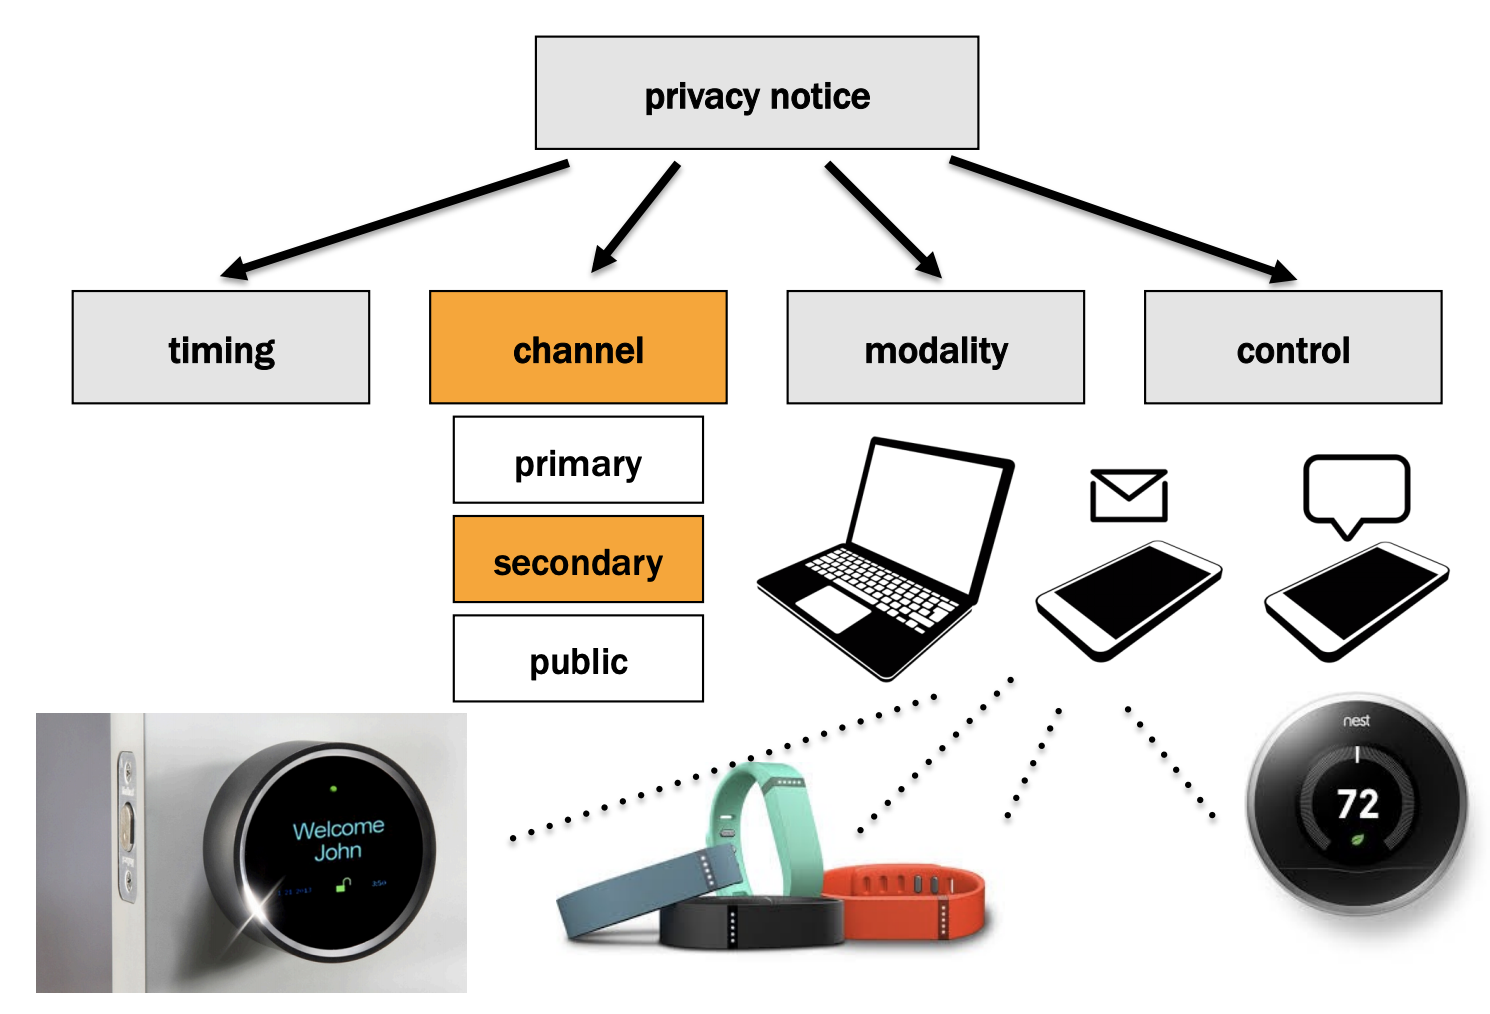 privacy notice
timing
channel
modality
control
primary
secondary
public
nest
72
Welcome
John